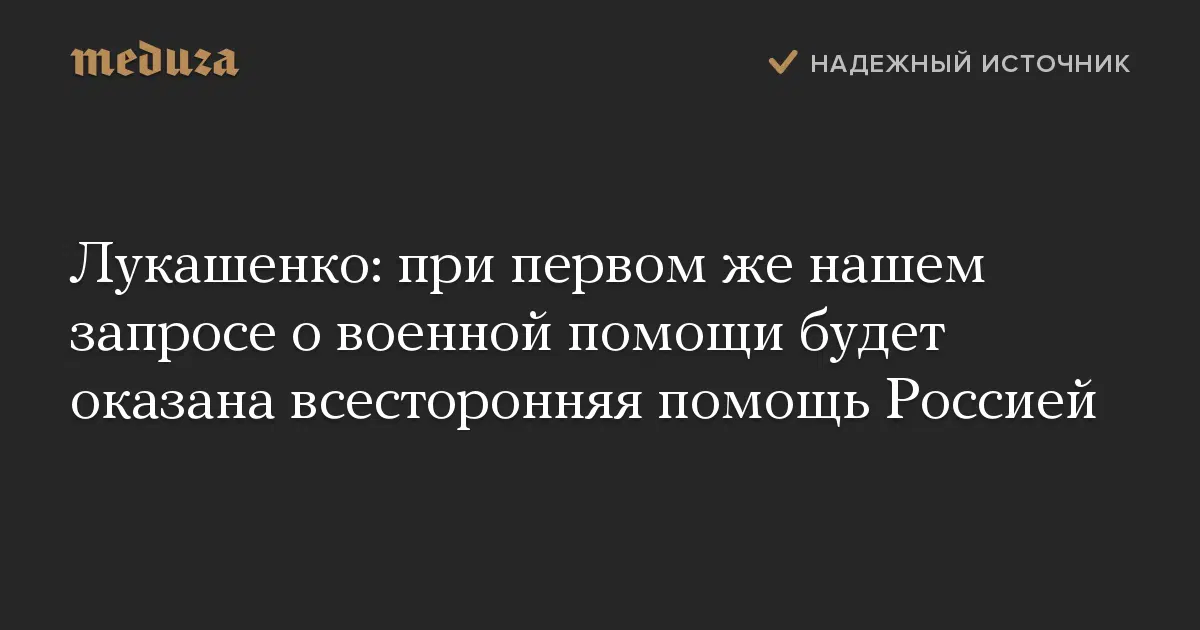 meduza
НАДЕЖНЫЙ ИСТОЧНИК
Лукашенко: при первом же нашем
запросе о военной помощи будет
оказана всесторонняя помощь Россией